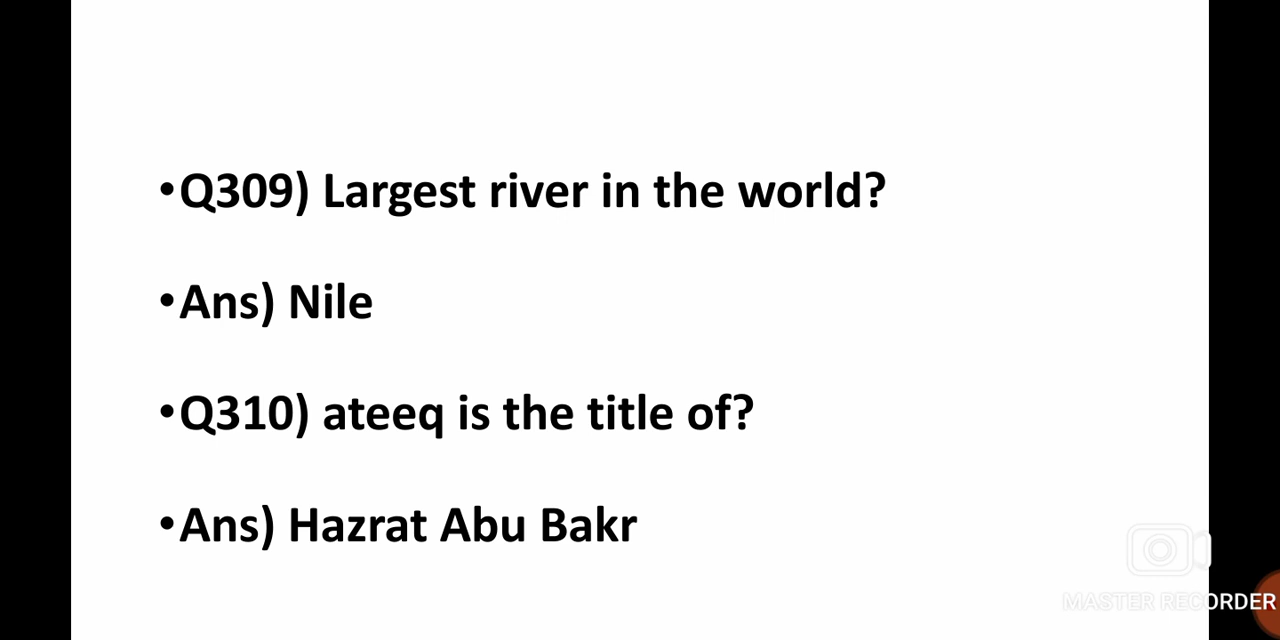 •Q309) Largest river in the world?
•Ans) Nile
•Q310) ateeq is the title of?
•Ans) Hazrat Abu Bakr
MASTER RECORDER